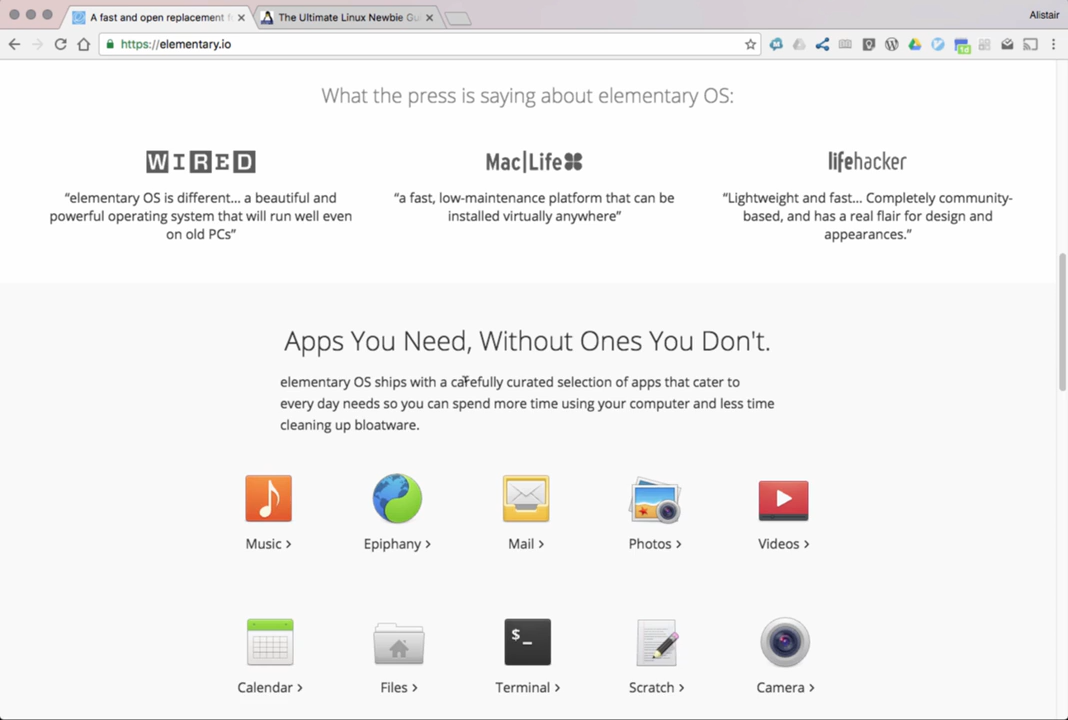 A fast and open replacement f
The Ultimate Linux Newbie Gu
Alistair
https://elementary.io
1d
What the press is saying about elementary OS:
WIRED
Mac|Life
lifehacker
“elementary OS is different... a beautiful and
powerful operating system that will run well even
on old PCs”
“a fast, low-maintenance platform that can be
installed virtually anywhere”
“Lightweight and fast... Completely community-
based, and has a real flair for design and
appearances.”
Apps You Need, Without Ones You Don't.
elementary OS ships with a carefully curated selection of apps that cater to
every day needs so you can spend more time using your computer and less time
cleaning up bloatware.
Music >
Epiphany >
Mail >
Photos >
Videos >
$_
Calendar >
Files >
Terminal >
Scratch >
Camera >